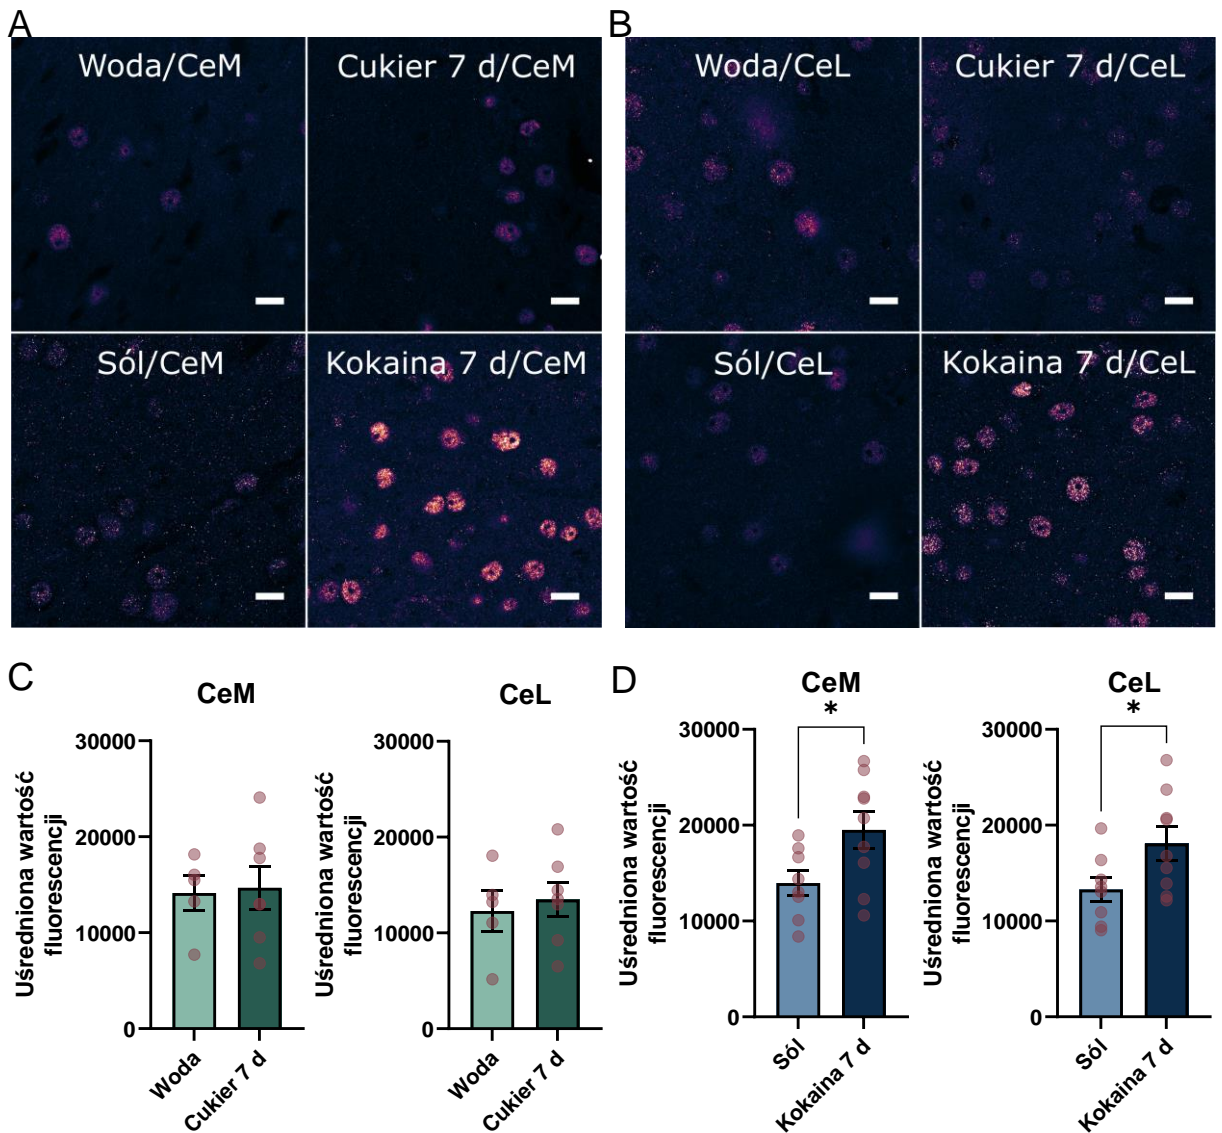 A
B
Woda/CeM
Cukier 7 d/CeM
Woda/CeL
Cukier 7 d/CeL
Sól/CeM
Kokaina 7 d/CeM
Sól/CeL
Kokaina 7 d/CeL
C
CeM
Uśredniona wartość
fluorescencji
30000
20000
10000
0
Woda
Cukier 7 d
CeL
Uśredniona wartość
fluorescencji
30000
20000
10000
0
Woda
Cukier 7 d
D
CeM
*
Uśredniona wartość
fluorescencji
30000
20000
10000
0
Sól
Kokaina 7 d
CeL
*
Uśredniona wartość
fluorescencji
30000
20000
10000
0
Sól
Kokaina 7 d